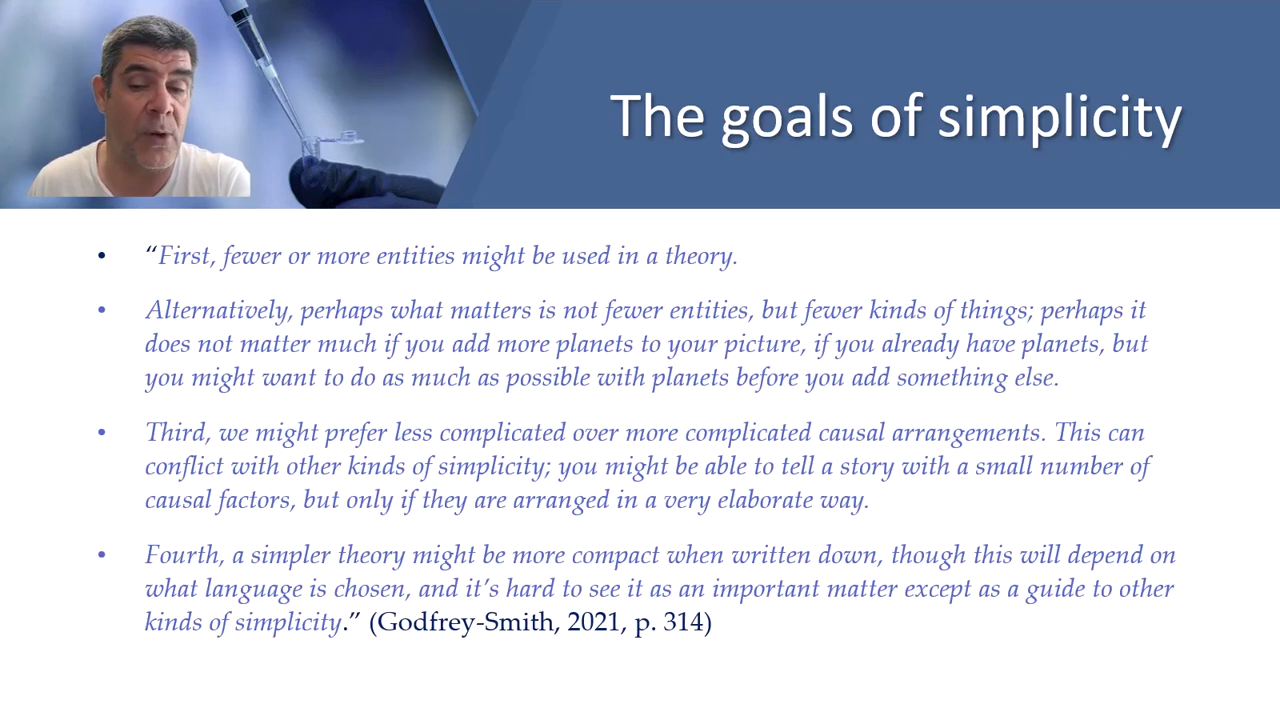 The goals of simplicity
• “First, fewer or more entities might be used in a theory.
• Alternatively, perhaps what matters is not fewer entities, but fewer kinds of things; perhaps it
does not matter much if you add more planets to your picture, if you already have planets, but
you might want to do as much as possible with planets before you add something else.
• Third, we might prefer less complicated over more complicated causal arrangements. This can
conflict with other kinds of simplicity; you might be able to tell a story with a small number of
causal factors, but only if they are arranged in a very elaborate way.
• Fourth, a simpler theory might be more compact when written down, though this will depend on
what language is chosen, and it’s hard to see it as an important matter except as a guide to other
kinds of simplicity.” (Godfrey-Smith, 2021, p. 314)